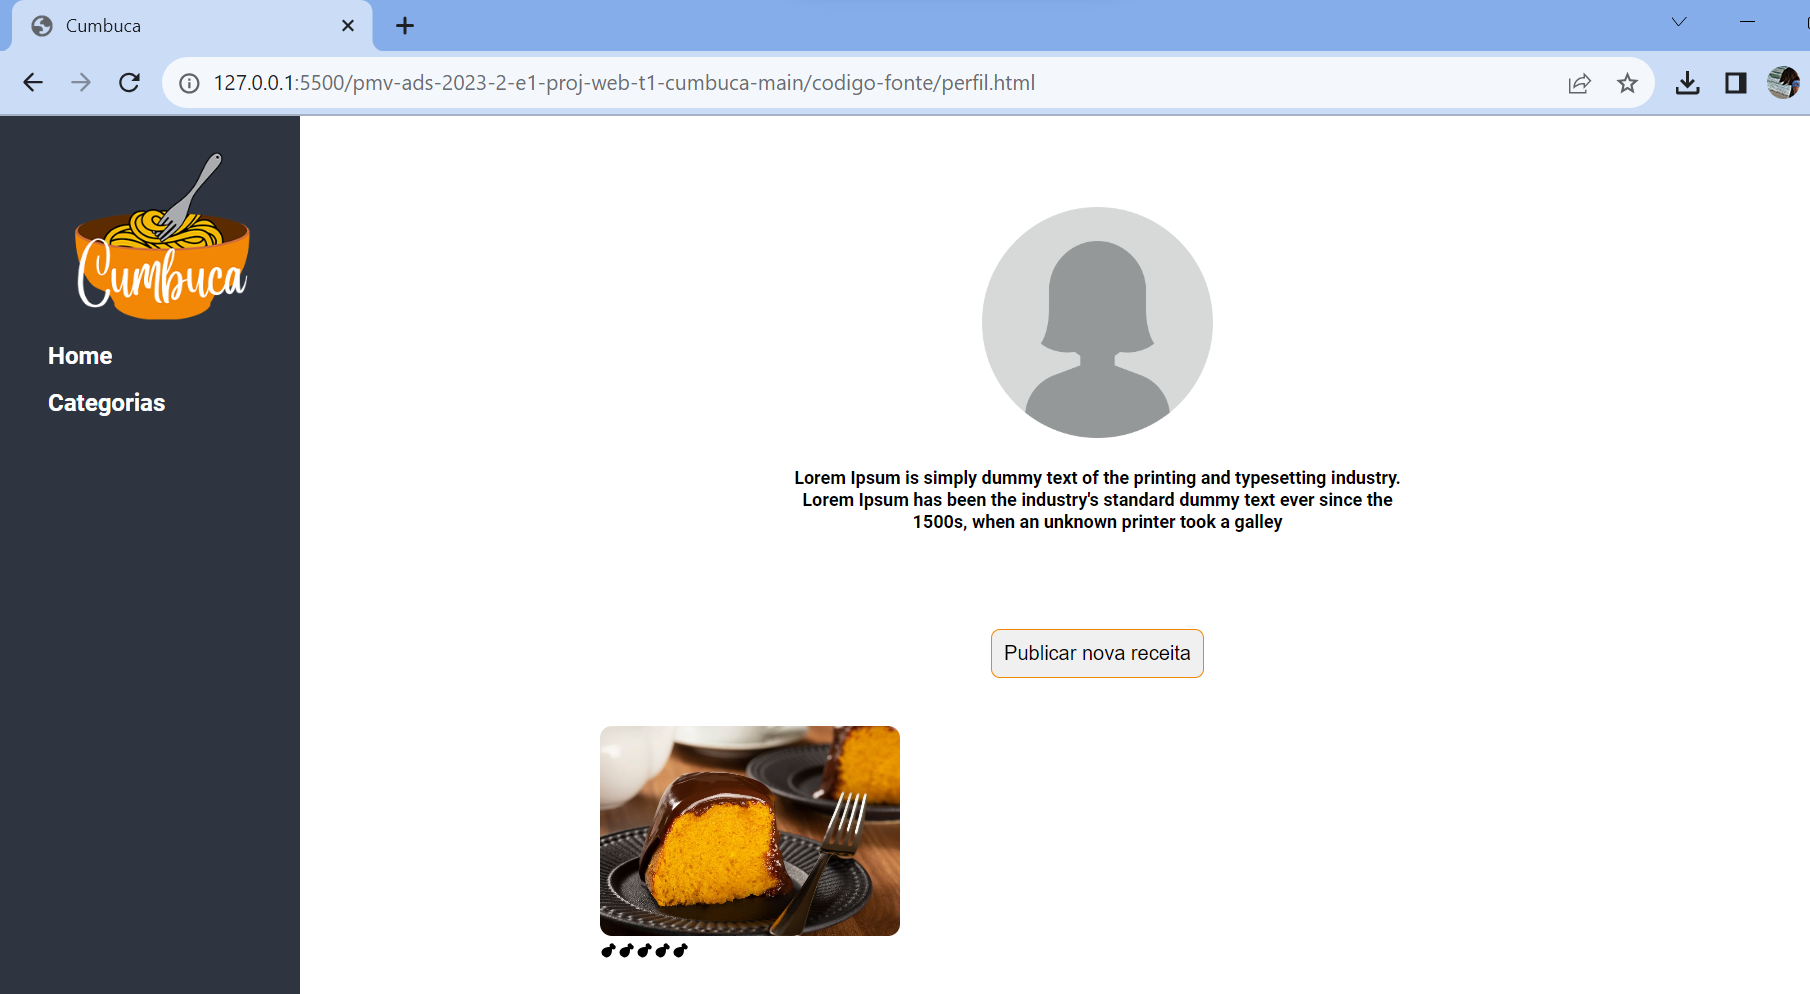 Cumbuca
127.0.0.1:5500/pmv-ads-2023-2-e1-proj-web-t1-cumbuca-main/codigo-fonte/perfil.html
Cumbuca
Home
Categorias
Lorem Ipsum is simply dummy text of the printing and typesetting industry.
Lorem Ipsum has been the industry's standard dummy text ever since the
1500s, when an unknown printer took a galley
Publicar nova receita